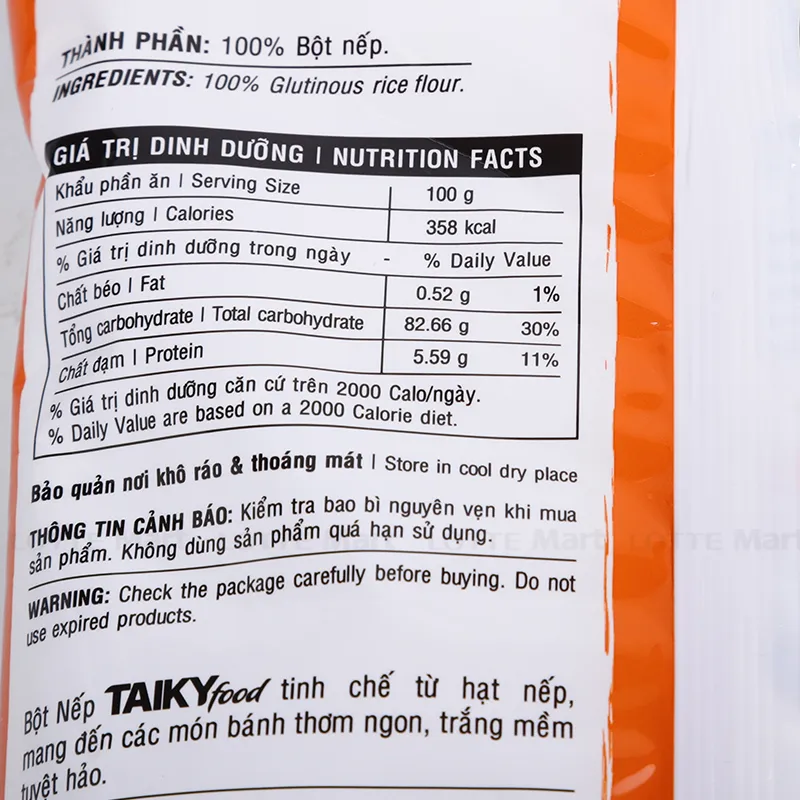 THÀNH PHẦN: 100% Bột nếp.
INGREDIENTS: 100% Glutinous rice flour.
GIÁ TRỊ DINH DƯỠNG | NUTRITION FACTS
Khẩu phần ăn | Serving Size 100 g
Năng lượng | Calories 358 kcal
% Giá trị dinh dưỡng trong ngày - % Daily Value
Chất béo | Fat 0.52 g 1%
Tổng carbohydrate | Total carbohydrate 82.66 g 30%
Chất đạm | Protein 5.59 g 11%
% Giá trị dinh dưỡng căn cứ trên 2000 Calo/ngày.
% Daily Value are based on a 2000 Calorie diet.
Bảo quản nơi khô ráo & thoáng mát | Store in cool dry place
THÔNG TIN CẢNH BÁO: Kiểm tra bao bì nguyên vẹn khi mua
sản phẩm. Không dùng sản phẩm quá hạn sử dụng.
LOTTE Mart LOTTE Mart LOTTE Mart
WARNING: Check the package carefully before buying. Do not
use expired products.
Bột Nếp TAIKYfood tinh chế từ hạt nếp,
mang đến các món bánh thơm ngon, trắng mềm
tuyệt hảo.